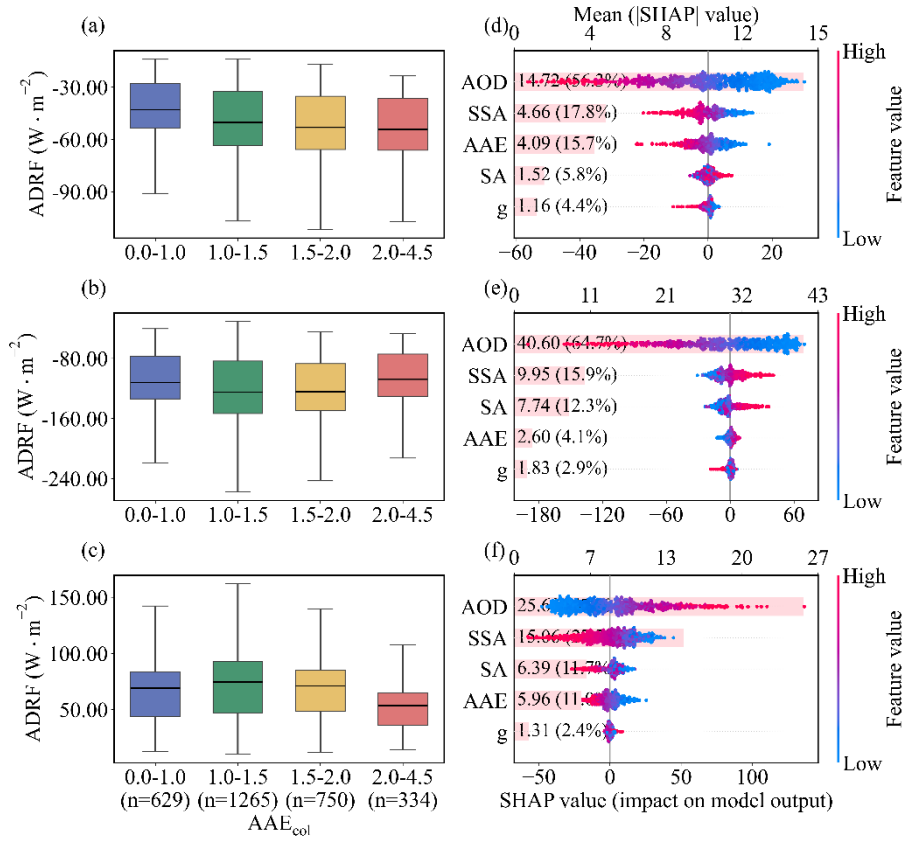 (a)
ADRF (W · m⁻²)
-30.00
-60.00
-90.00
0.0-1.0 1.0-1.5 1.5-2.0 2.0-4.5
(d)
Mean (|SHAP| value)
0 4 8 12 15
AOD 14.72 (56.3%)
SSA 4.66 (17.8%)
AAE 4.09 (15.7%)
SA 1.52 (5.8%)
g 1.16 (4.4%)
−60 −40 −20 0 20
High
Feature value
Low
(b)
ADRF (W · m⁻²)
-80.00
-160.00
-240.00
0.0-1.0 1.0-1.5 1.5-2.0 2.0-4.5
(e)
0 11 21 32 43
AOD 40.60 (64.7%)
SSA 9.95 (15.9%)
SA 7.74 (12.3%)
AAE 2.60 (4.1%)
g 1.83 (2.9%)
−180 −120 −60 0 60
High
Feature value
Low
(c)
ADRF (W · m⁻²)
150.00
100.00
50.00
0.0-1.0 1.0-1.5 1.5-2.0 2.0-4.5
(n=629) (n=1265) (n=750) (n=334)
AAEcol
(f)
0 7 13 20 27
AOD
SSA 15.06
SA 6.39 (11.7%)
AAE 5.96
g 1.31 (2.4%)
−50 0 50 100
SHAP value (impact on model output)
High
Feature value
Low